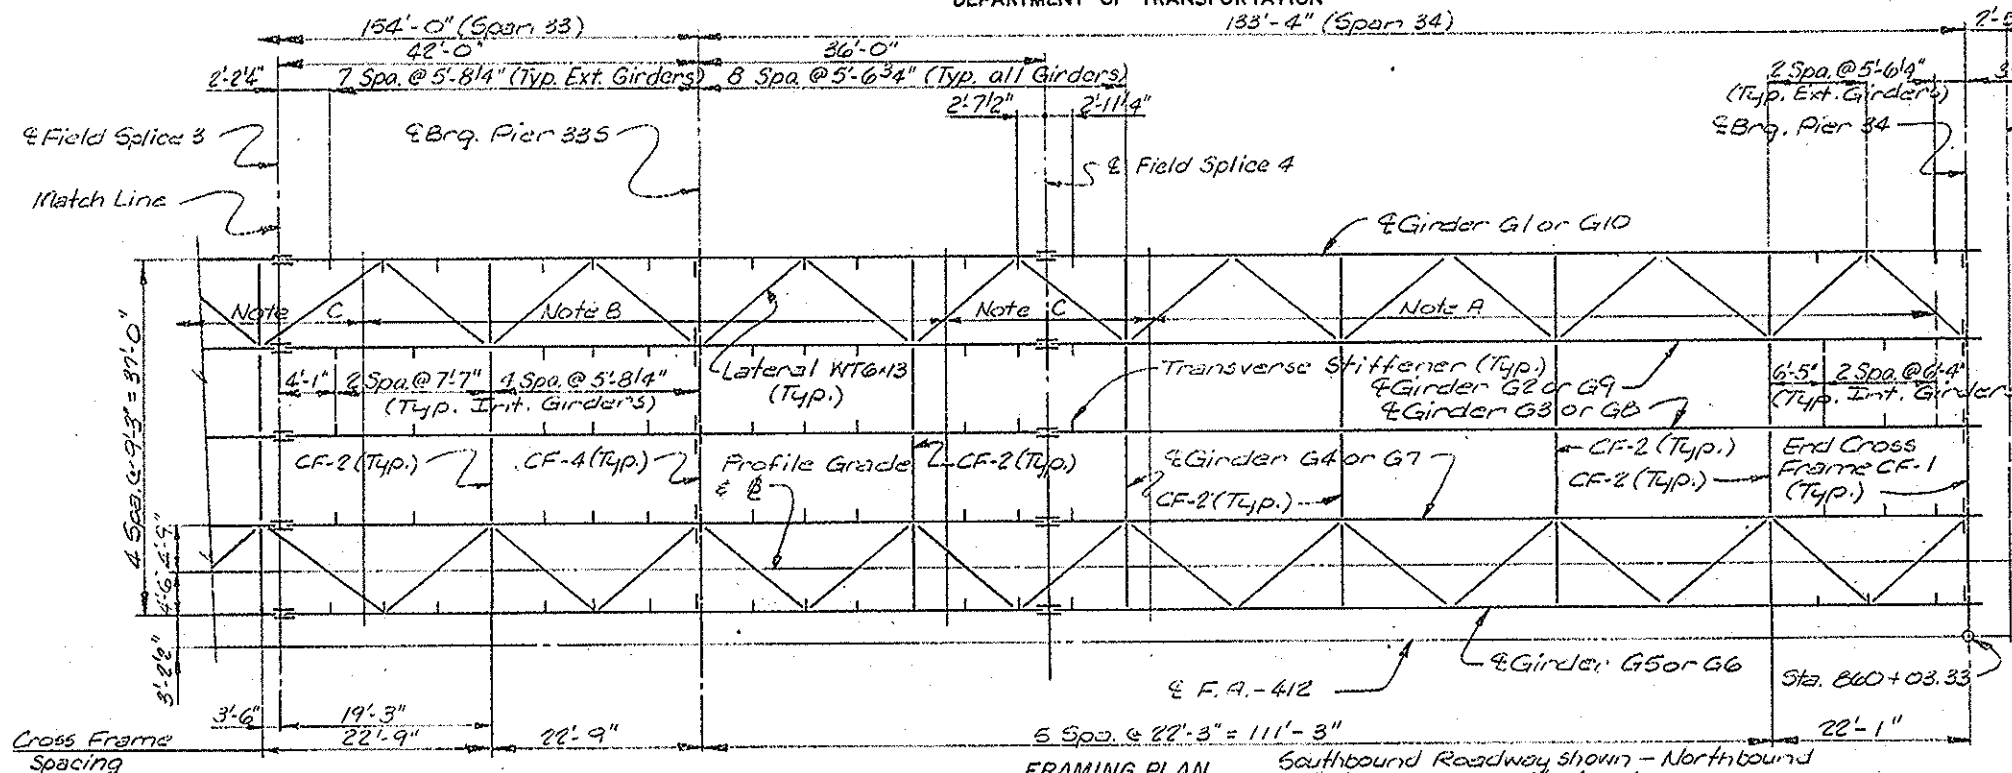 DEPARTMENT OF TRANSPORTATION
154'-0" (Span 33)
133'-4" (Span 34)
42'-0"
36'-0"
2'-2¼"
7 Spa. @ 5'-8¼" (Typ. Ext. Girders)
8 Spa. @ 5'-6¾" (Typ. all Girders)
2 Spa. @ 5'-6¼"
(Typ. Ext. Girders)
2'-7½"
2'-11¼"
℄ Field Splice 3
℄ Brg. Pier 33S
℄ Field Splice 4
℄ Brg. Pier 34
Match Line
℄ Girder G1 or G10
Note C
Note B
Note C
Note A
4 Spa. @ 9'-3" = 37'-0"
4'-1"
2 Spa. @ 7'-7"
4 Spa. @ 5'-8¼"
(Typ. Int. Girders)
Lateral WT6x13
(Typ.)
Transverse Stiffener (Typ.)
℄ Girder G2 or G9
℄ Girder G3 or G8
6'-5"
2 Spa. @ 6'-4"
(Typ. Int. Girder
CF-2 (Typ.)
CF-4 (Typ.)
Profile Grade
& ℄
CF-2 (Typ.)
℄ Girder G4 or G7
CF-2 (Typ.)
CF-2 (Typ.)
CF-2 (Typ.)
End Cross
Frame CF-1
(Typ.)
4'-9"
4'-6"
3'-2½"
℄ Girder G5 or G6
℄ F.A.-412
Sta. 860+03.33
3'-6"
19'-3"
22'-9"
22'-9"
5 Spa. @ 22'-3" = 111'-3"
22'-1"
Cross Frame
Spacing
FRAMING PLAN
Southbound Roadway shown - Northbound